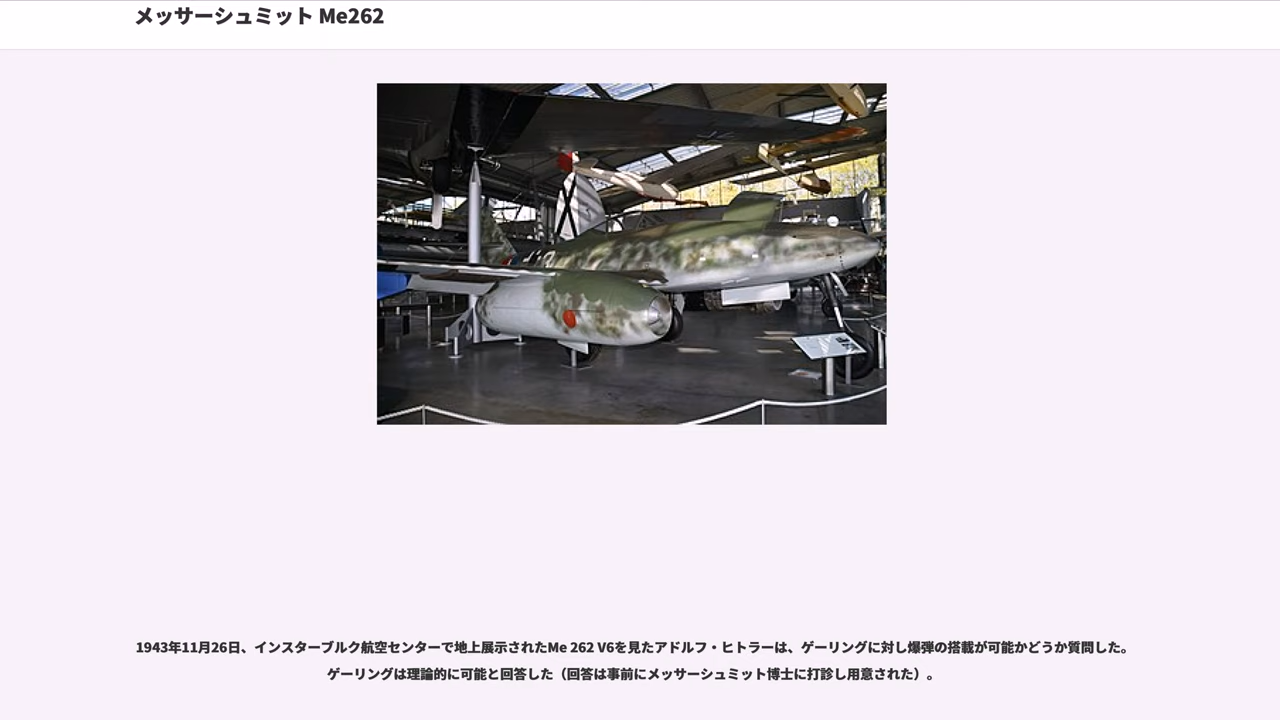 メッサーシュミット Me262
1943年11月26日、インスターブルク航空センターで地上展示されたMe 262 V6を見たアドルフ・ヒトラーは、ゲーリングに対し爆弾の搭載が可能かどうか質問した。
ゲーリングは理論的に可能と回答した（回答は事前にメッサーシュミット博士に打診し用意された）。